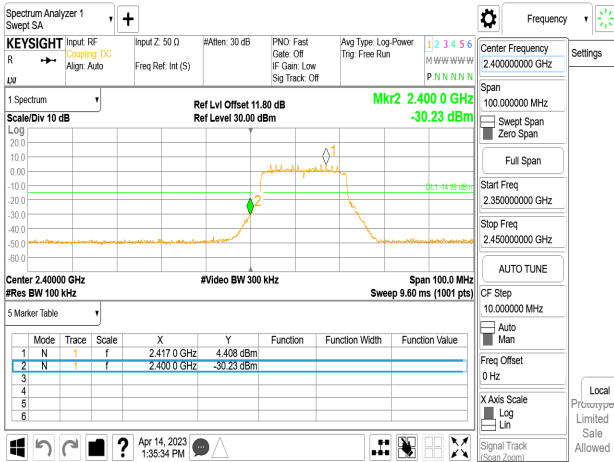 Spectrum Analyzer 1
Swept SA
Frequency
KEYSIGHT
Input: RF
Coupling: DC
Align: Auto
Input Z: 50 Ω
Freq Ref: Int (S)
#Atten: 30 dB
PNO: Fast
Gate: Off
IF Gain: Low
Sig Track: Off
Avg Type: Log-Power
Trig: Free Run
1 2 3 4 5 6
M W W W W W
P N N N N N
R
LXI
1 Spectrum
Scale/Div 10 dB
Ref Lvl Offset 11.80 dB
Ref Level 30.00 dBm
Mkr2 2.400 0 GHz
-30.23 dBm
Log
20.0
10.0
0.00
-10.0
-20.0
-30.0
-40.0
-50.0
-60.0
1
2
Center 2.40000 GHz
#Res BW 100 kHz
#Video BW 300 kHz
Span 100.0 MHz
Sweep 9.60 ms (1001 pts)
5 Marker Table
Mode Trace Scale X Y Function Function Width Function Value
1 N 1 f 2.417 0 GHz 4.408 dBm
2 N 1 f 2.400 0 GHz -30.23 dBm
3
4
5
6
Apr 14, 2023
1:35:34 PM
Center Frequency
2.400000000 GHz
Settings
Span
100.000000 MHz
Swept Span
Zero Span
Full Span
Start Freq
2.350000000 GHz
Stop Freq
2.450000000 GHz
AUTO TUNE
CF Step
10.000000 MHz
Auto
Man
Freq Offset
0 Hz
X Axis Scale
Log
Lin
Signal Track
(Span Zoom)
Local
Prototype
Limited
Sale
Allowed